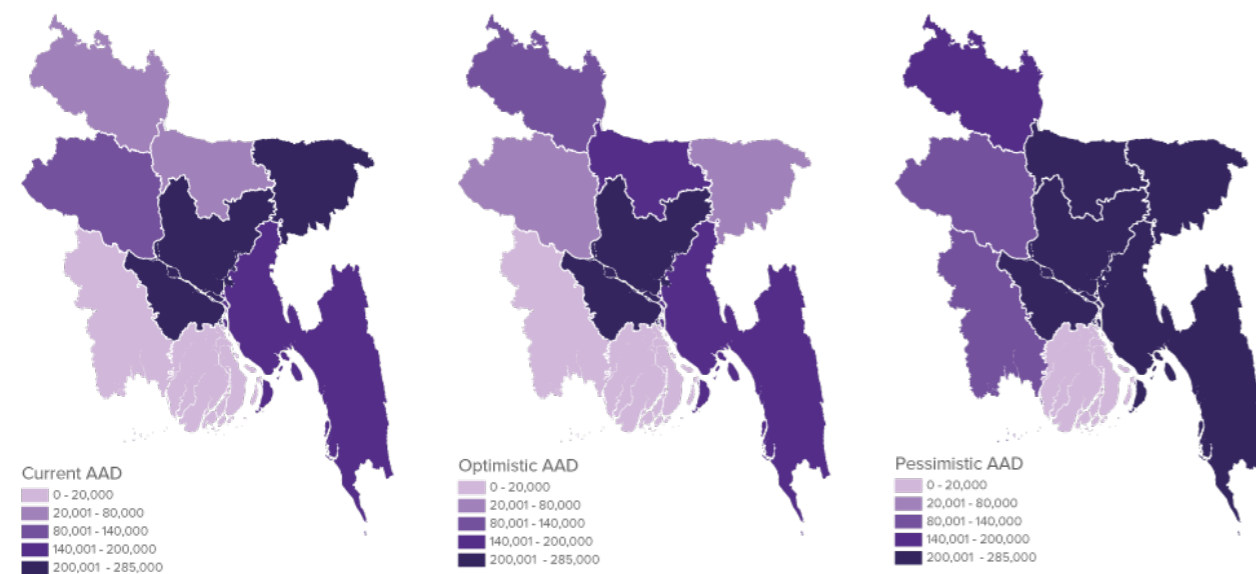 Current AAD
0 - 20,000
20,001 - 80,000
80,001 - 140,000
140,001 - 200,000
200,001 - 285,000
Optimistic AAD
0 - 20,000
20,001 - 80,000
80,001 - 140,000
140,001 - 200,000
200,001 - 285,000
Pessimistic AAD
0 - 20,000
20,001 - 80,000
80,001 - 140,000
140,001 - 200,000
200,001 - 285,000